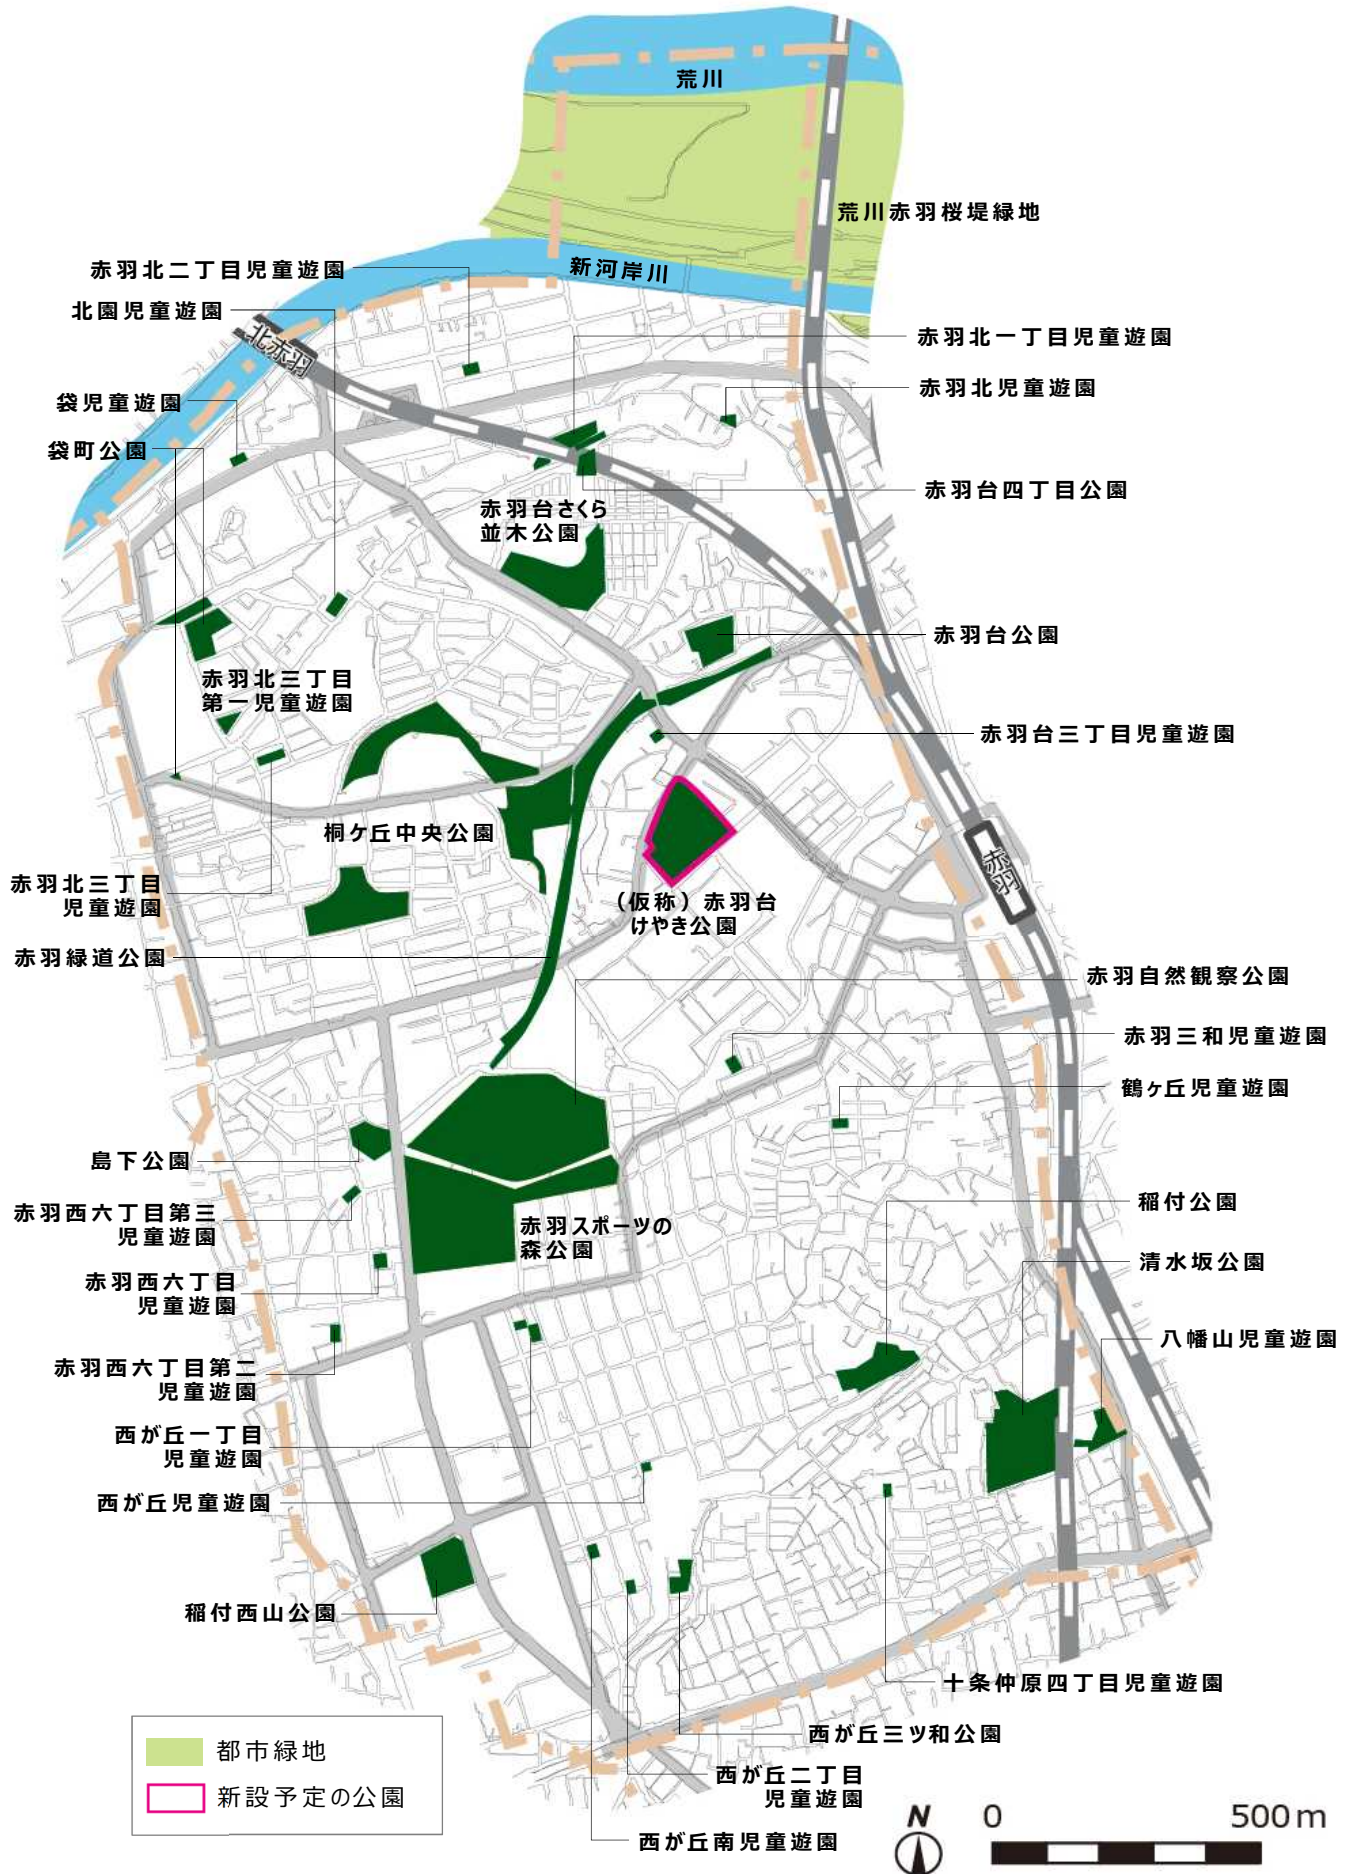 荒川
荒川赤羽桜堤緑地
新河岸川
赤羽北二丁目児童遊園
北園児童遊園
北赤羽
赤羽北一丁目児童遊園
赤羽北児童遊園
袋児童遊園
袋町公園
赤羽台四丁目公園
赤羽台さくら
並木公園
赤羽台公園
赤羽北三丁目
第一児童遊園
赤羽台三丁目児童遊園
桐ケ丘中央公園
赤羽
赤羽北三丁目
児童遊園
（仮称）赤羽台
けやき公園
赤羽緑道公園
赤羽自然観察公園
赤羽三和児童遊園
鶴ヶ丘児童遊園
島下公園
赤羽西六丁目第三
児童遊園
赤羽スポーツの
森公園
稲付公園
清水坂公園
赤羽西六丁目
児童遊園
八幡山児童遊園
赤羽西六丁目第二
児童遊園
西が丘一丁目
児童遊園
西が丘児童遊園
稲付西山公園
十条仲原四丁目児童遊園
西が丘三ツ和公園
西が丘二丁目
児童遊園
西が丘南児童遊園
都市緑地
新設予定の公園
N
0 500m